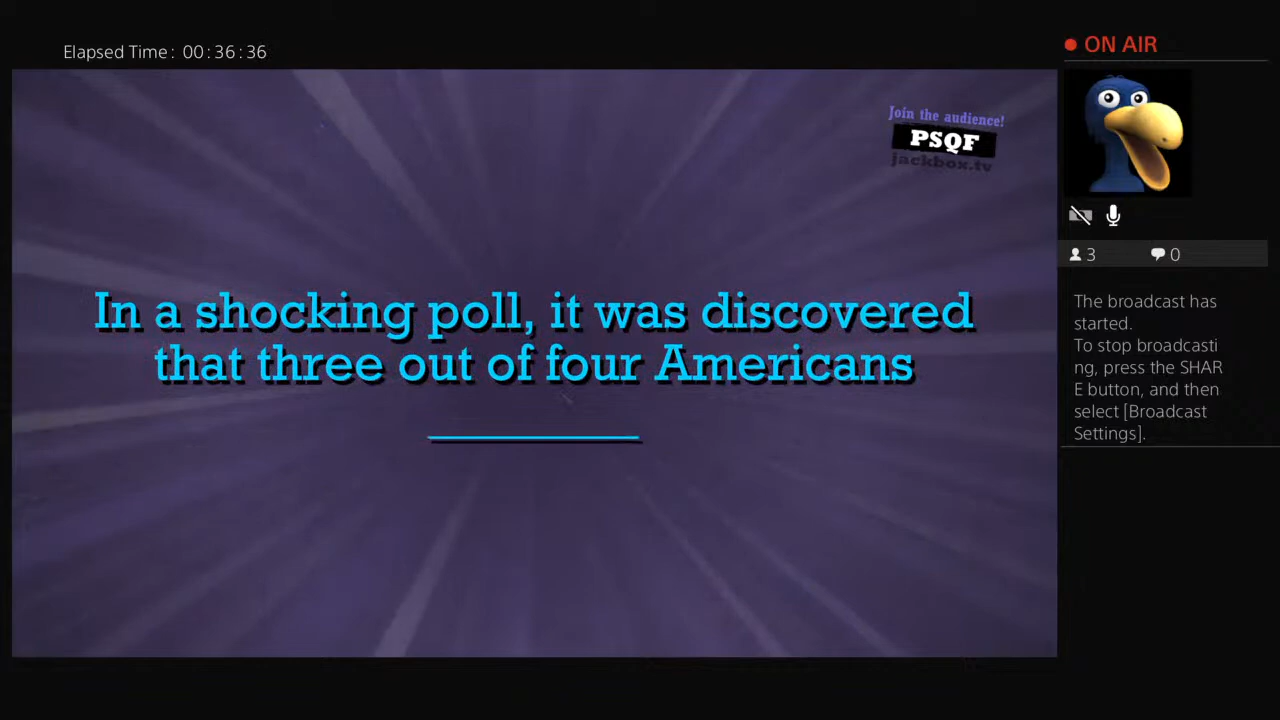 Elapsed Time: 00:36:36
ON AIR
Join the audience!
PSQF
jackbox.tv
In a shocking poll, it was discovered
that three out of four Americans
3
0
The broadcast has
started.
To stop broadcasti
ng, press the SHAR
E button, and then
select [Broadcast
Settings].